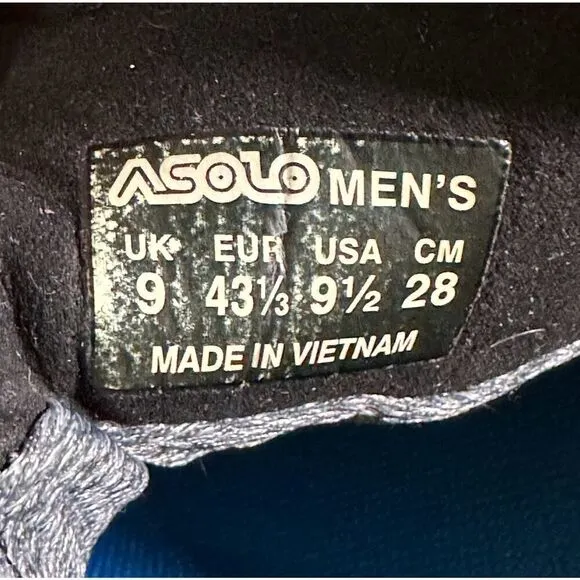 ASOLO MEN'S
UK EUR USA CM
9 43⅓ 9½ 28
MADE IN VIETNAM